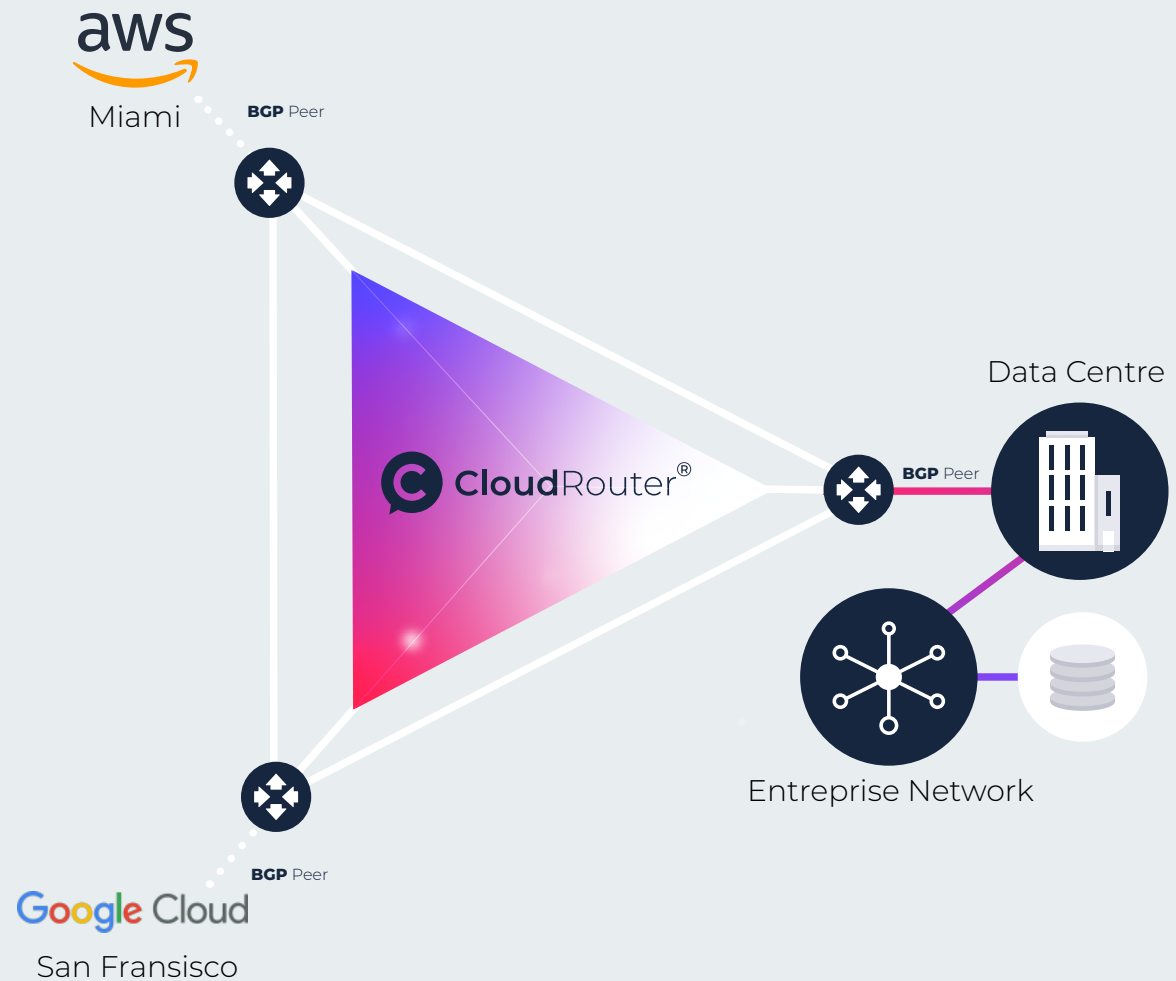 aws
Miami
BGP Peer
Data Centre
CloudRouter®
BGP Peer
Entreprise Network
BGP Peer
Google Cloud
San Fransisco